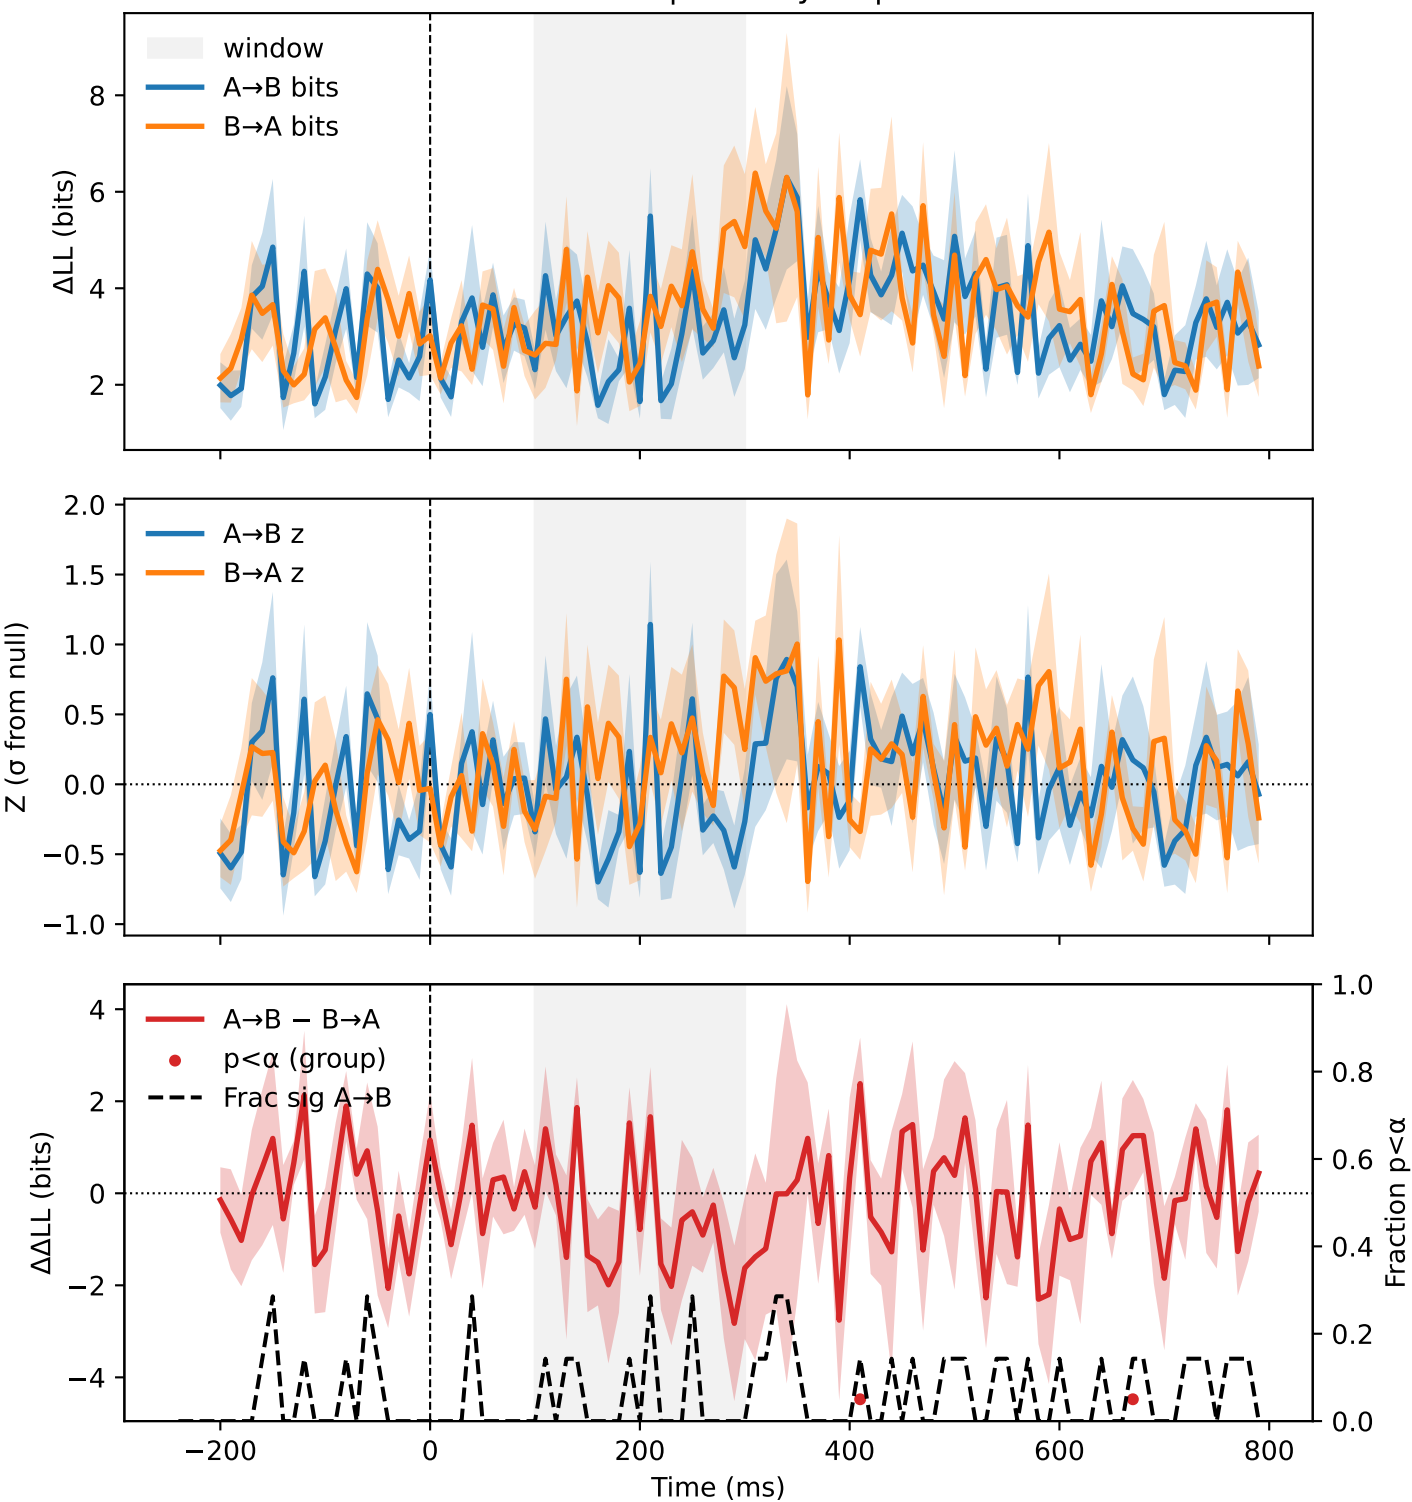 window
A→B bits
B→A bits
8
6
4
2
ΔLL (bits)
A→B z
B→A z
2.0
1.5
1.0
0.5
0.0
−0.5
−1.0
Z (σ from null)
A→B − B→A
p<α (group)
Frac sig A→B
4
2
0
−2
−4
ΔΔLL (bits)
1.0
0.8
0.6
0.4
0.2
0.0
Fraction p<α
−200
0
200
400
600
800
Time (ms)